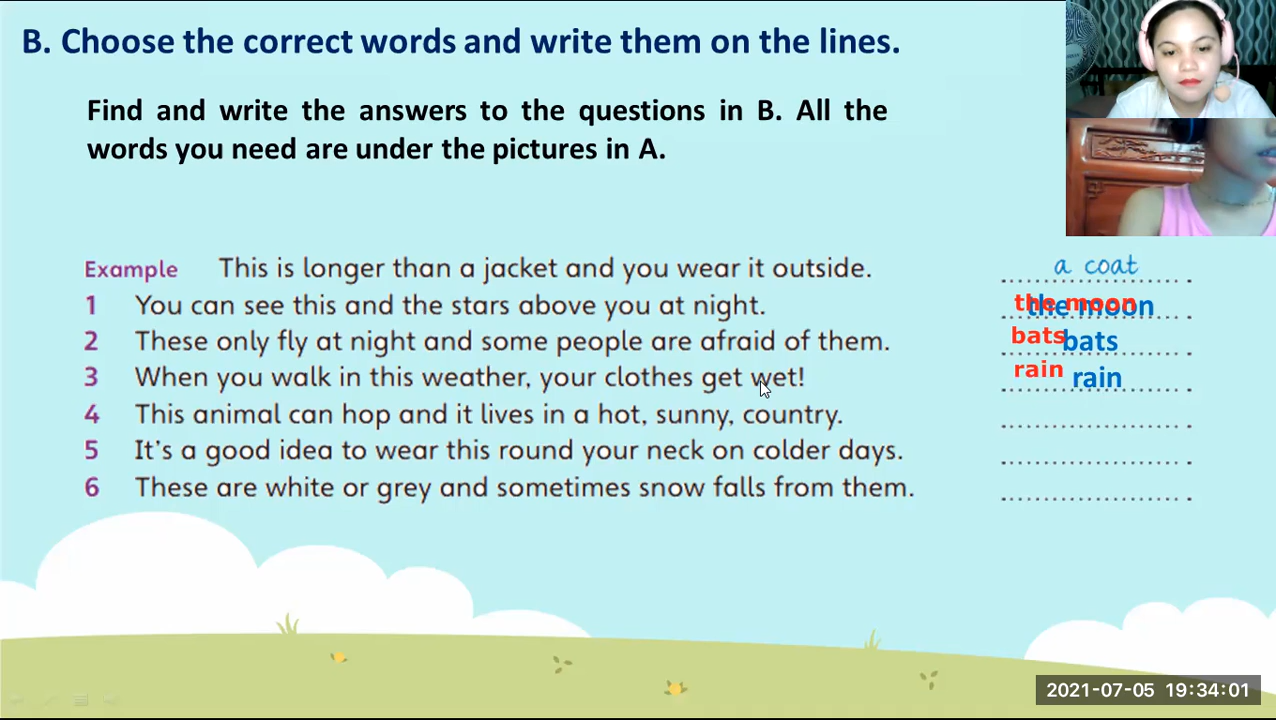 B. Choose the correct words and write them on the lines.
Find and write the answers to the questions in B. All the
words you need are under the pictures in A.
Example This is longer than a jacket and you wear it outside. a coat
1 You can see this and the stars above you at night. the moon the moon
2 These only fly at night and some people are afraid of them. bats bats
3 When you walk in this weather, your clothes get wet! rain rain
4 This animal can hop and it lives in a hot, sunny, country.
5 It's a good idea to wear this round your neck on colder days.
6 These are white or grey and sometimes snow falls from them.
2021-07-05 19:34:01